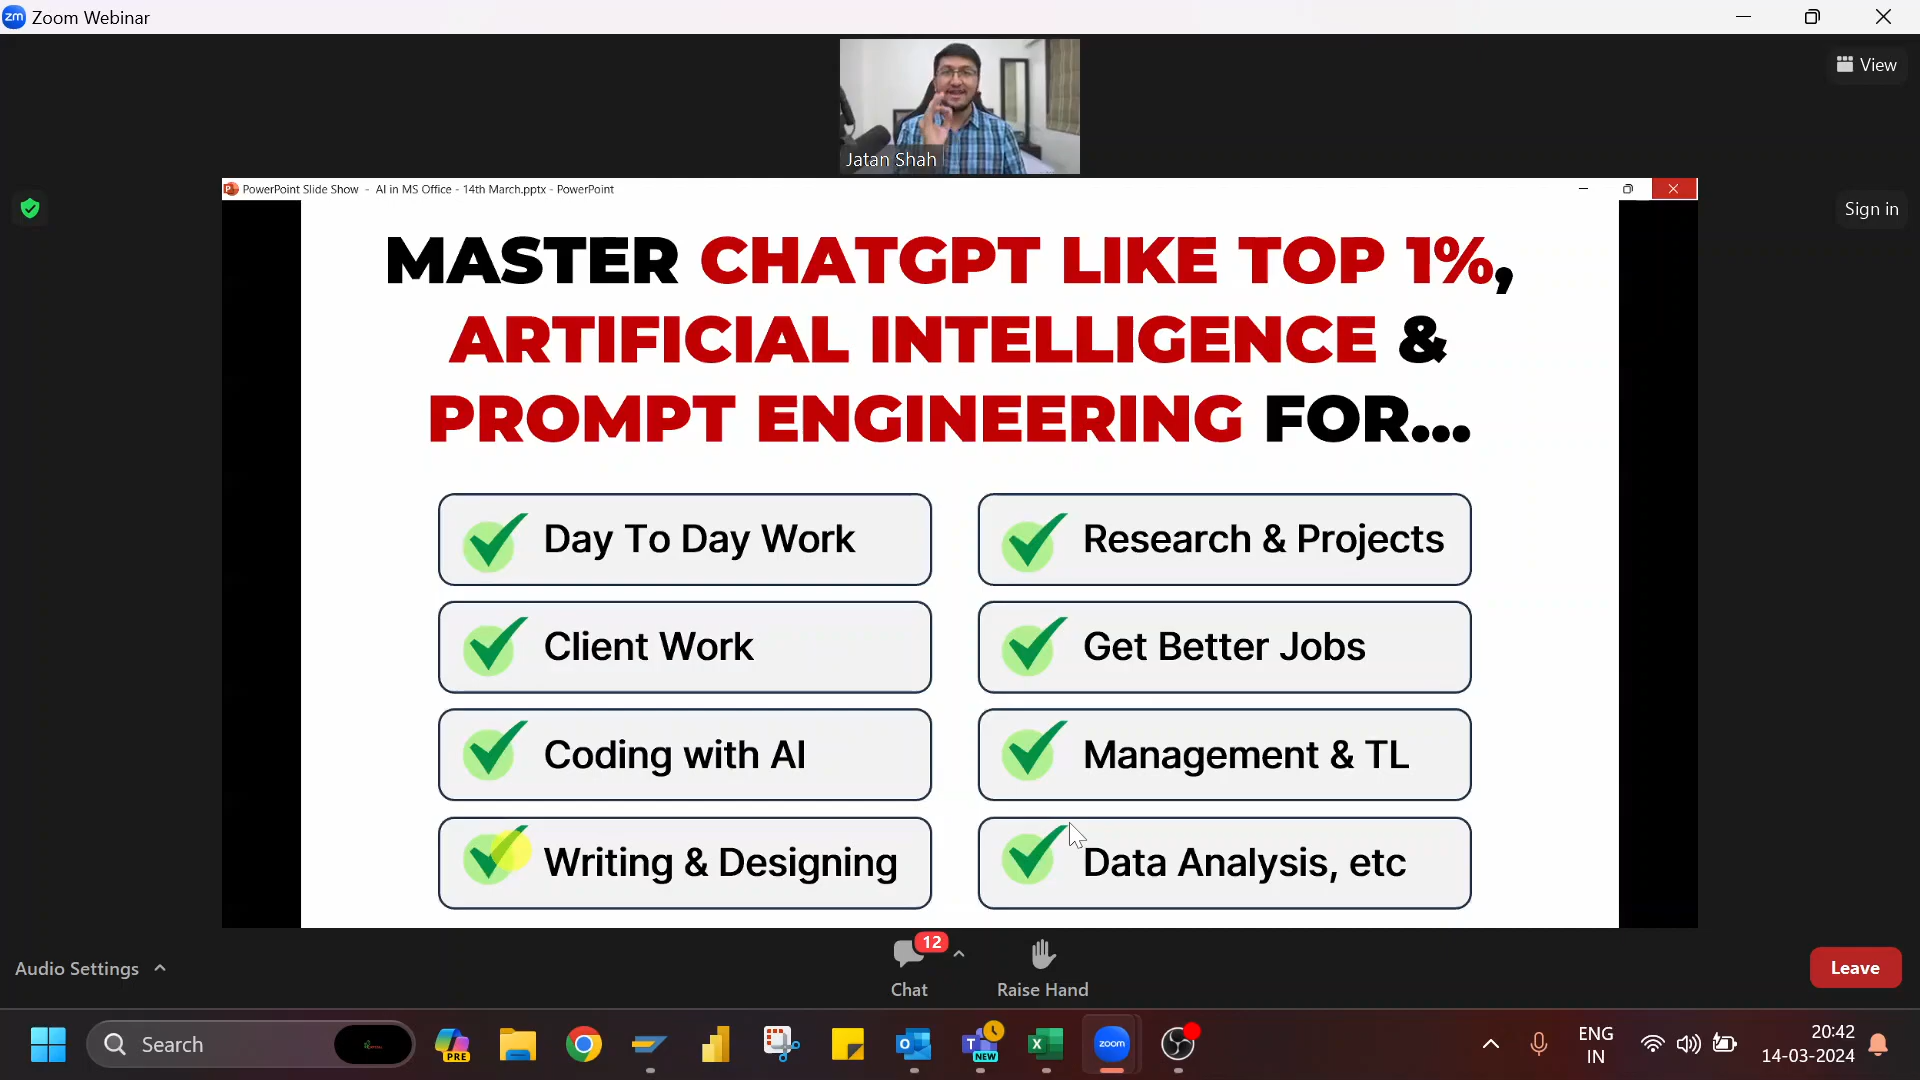 Zoom Webinar
View
Jatan Shah
PowerPoint Slide Show - AI in MS Office - 14th March.pptx - PowerPoint
Sign in
MASTER CHATGPT LIKE TOP 1%,
ARTIFICIAL INTELLIGENCE &
PROMPT ENGINEERING FOR...
Day To Day Work
Research & Projects
Client Work
Get Better Jobs
Coding with AI
Management & TL
Writing & Designing
Data Analysis, etc
Audio Settings
12
Chat
Raise Hand
Leave
Search
PRE
NEW
zoom
ENG
IN
20:42
14-03-2024